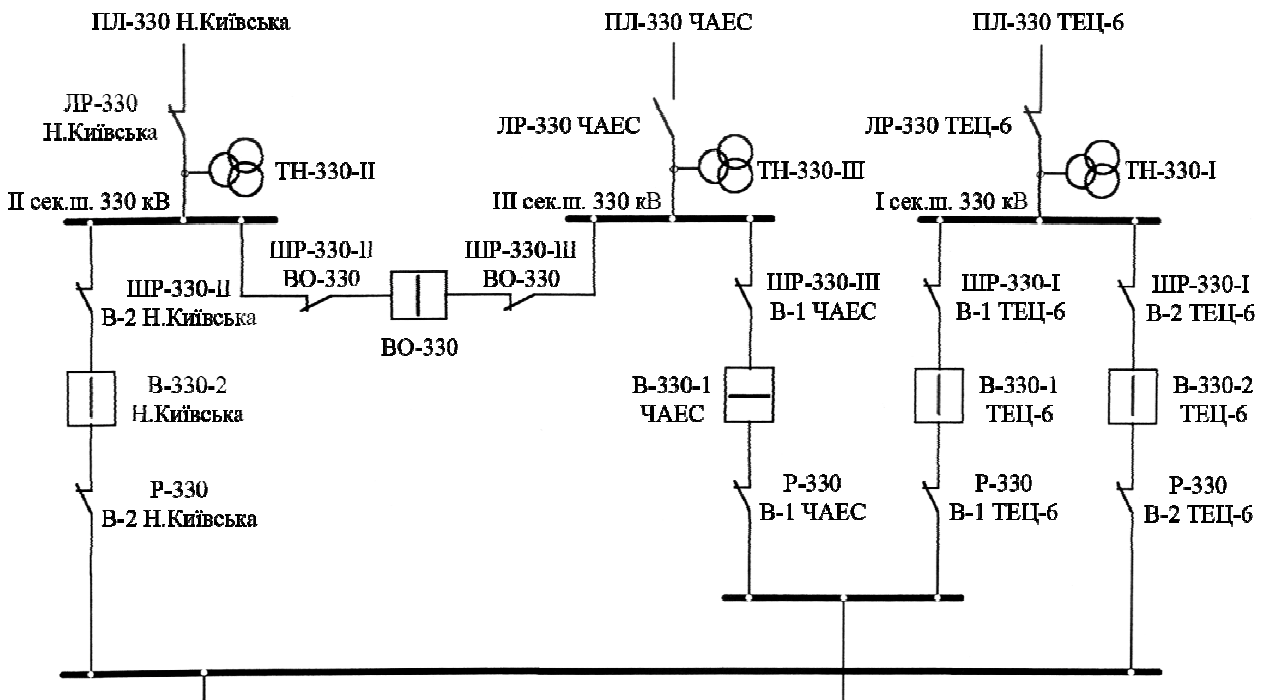 ПЛ-330 Н.Київська
ПЛ-330 ЧАЕС
ПЛ-330 ТЕЦ-6
ЛР-330
Н.Київська
ЛР-330 ЧАЕС
ЛР-330 ТЕЦ-6
ТН-330-ІІ
ТН-330-ІІІ
ТН-330-І
ІІ сек.ш. 330 кВ
ІІІ сек.ш. 330 кВ
І сек.ш. 330 кВ
ШР-330-ІІ
ВО-330
ШР-330-ІІІ
ВО-330
ШР-330-ІІ
В-2 Н.Київська
ШР-330-ІІІ
В-1 ЧАЕС
ШР-330-І
В-1 ТЕЦ-6
ШР-330-І
В-2 ТЕЦ-6
ВО-330
В-330-2
Н.Київська
В-330-1
ЧАЕС
В-330-1
ТЕЦ-6
В-330-2
ТЕЦ-6
Р-330
В-2 Н.Київська
Р-330
В-1 ЧАЕС
Р-330
В-1 ТЕЦ-6
Р-330
В-2 ТЕЦ-6